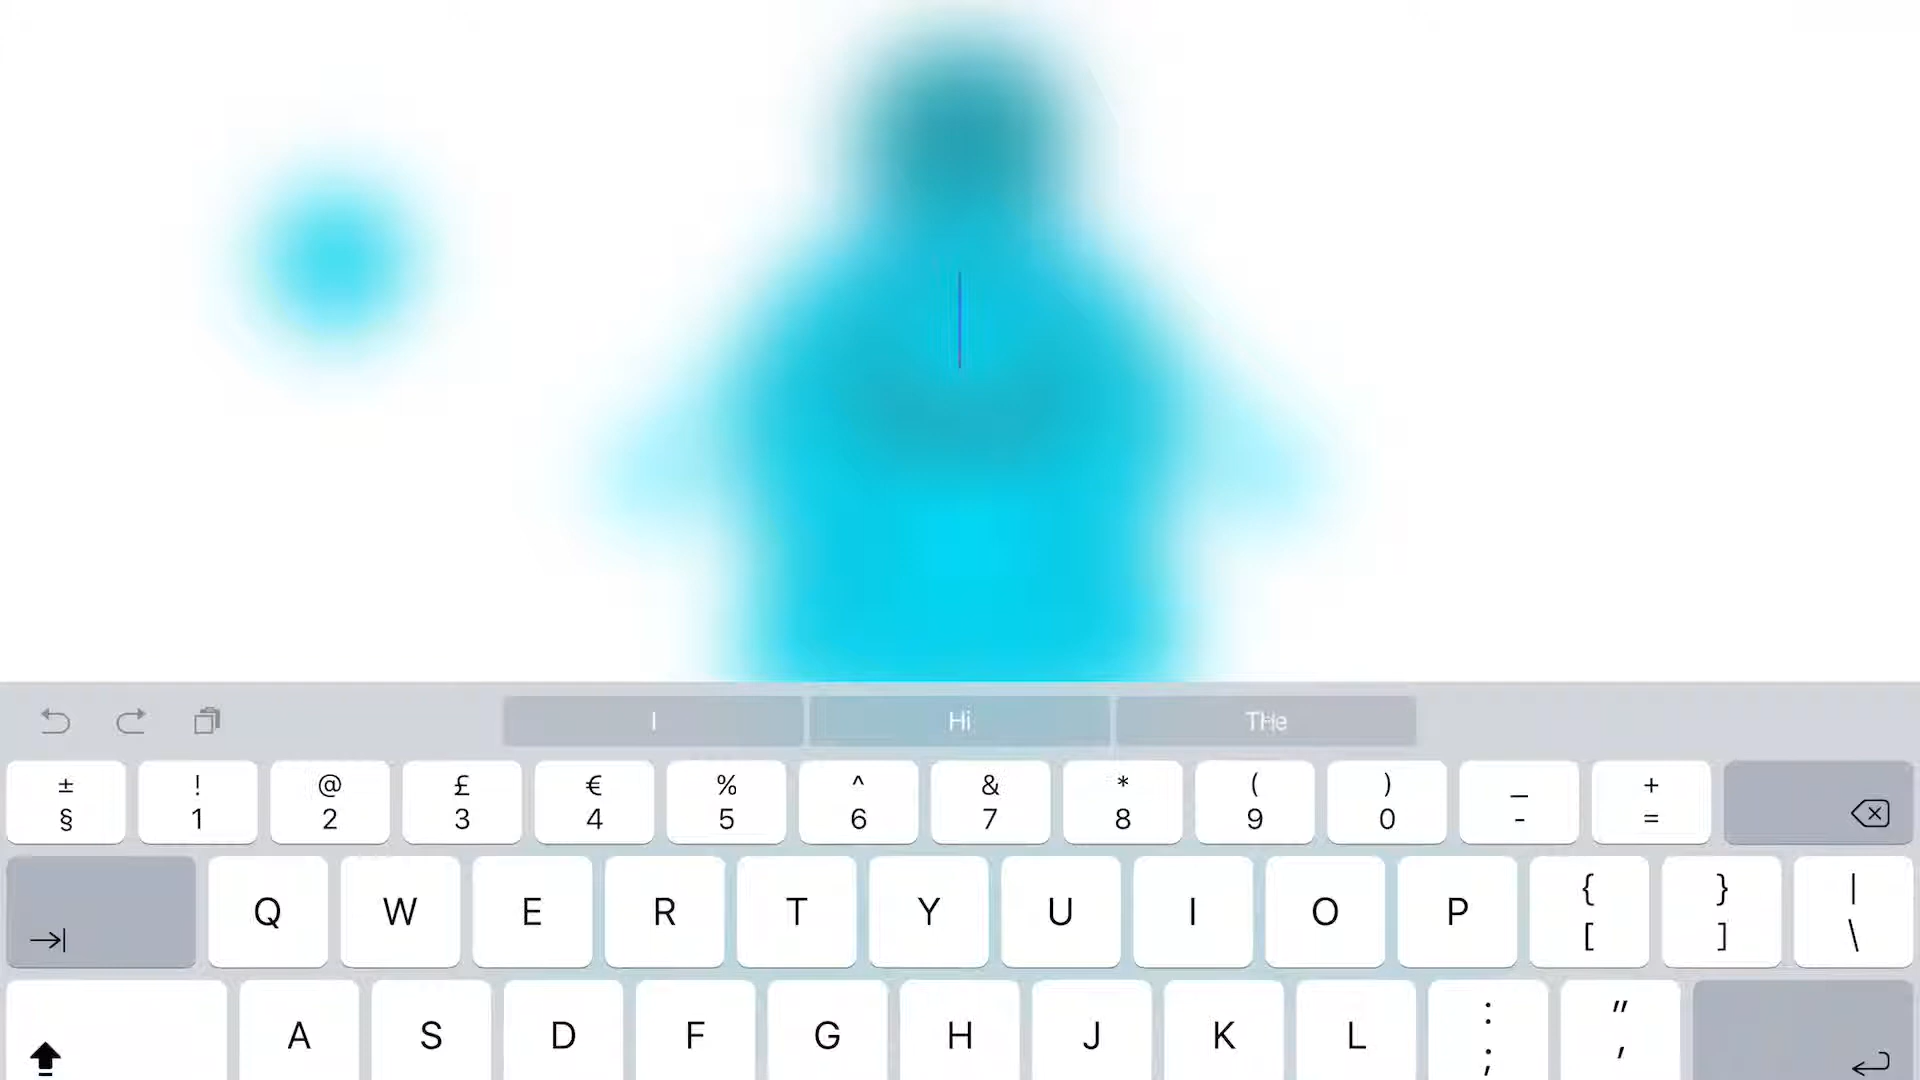 I Hi The
± ! @ £ € % ^ & * ( ) _ +
§ 1 2 3 4 5 6 7 8 9 0 - =
Q W E R T Y U I O P { } |
[ ] \
A S D F G H J K L : "
; '